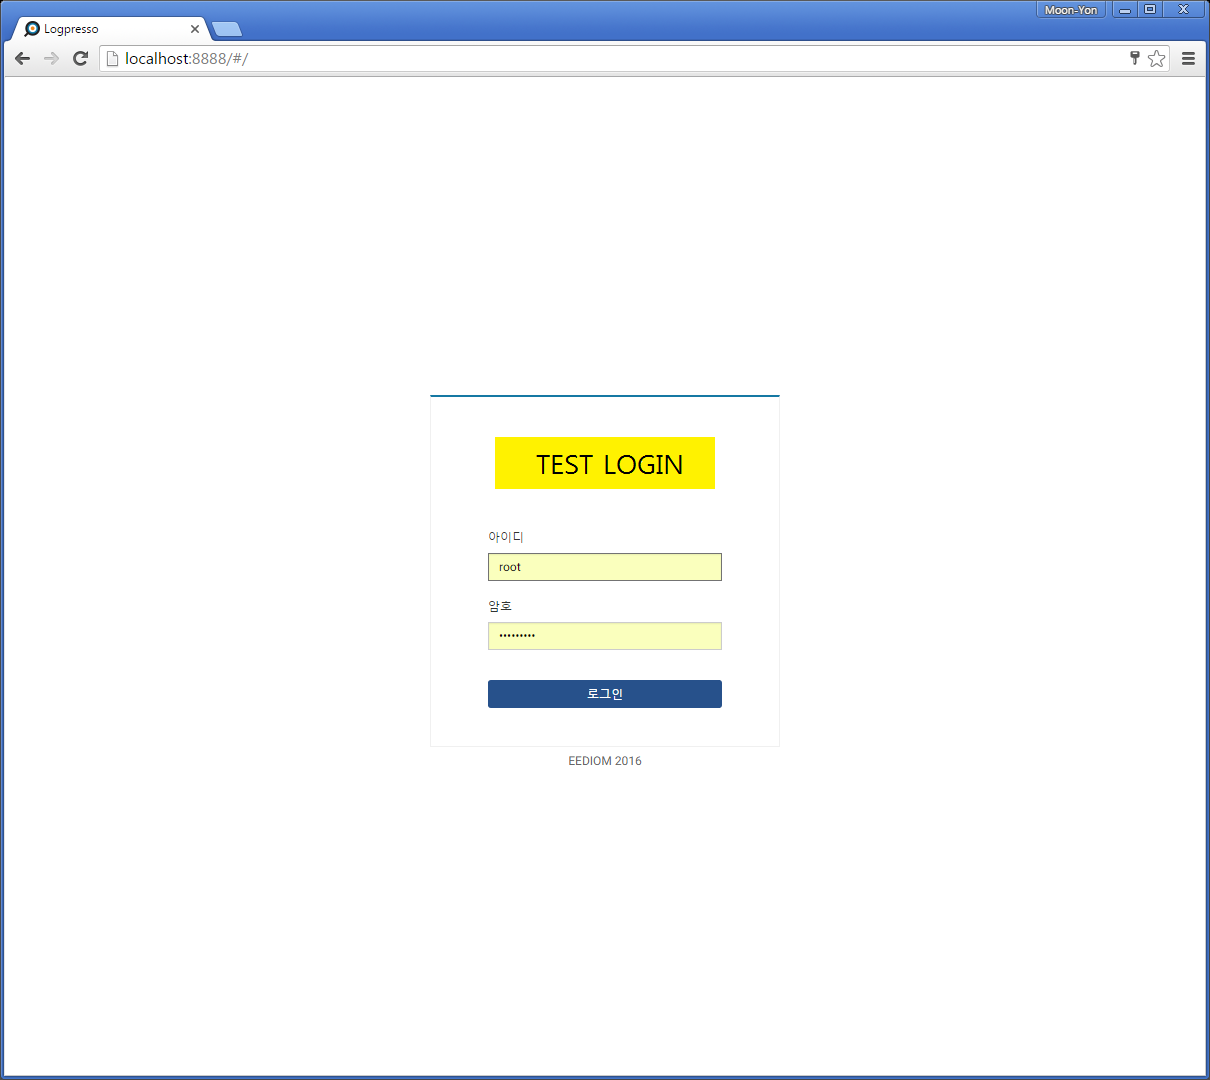 Moon-Yon
Logpresso
localhost:8888/#/
TEST LOGIN
아이디
root
암호
•••••••••
로그인
EEDIOM 2016